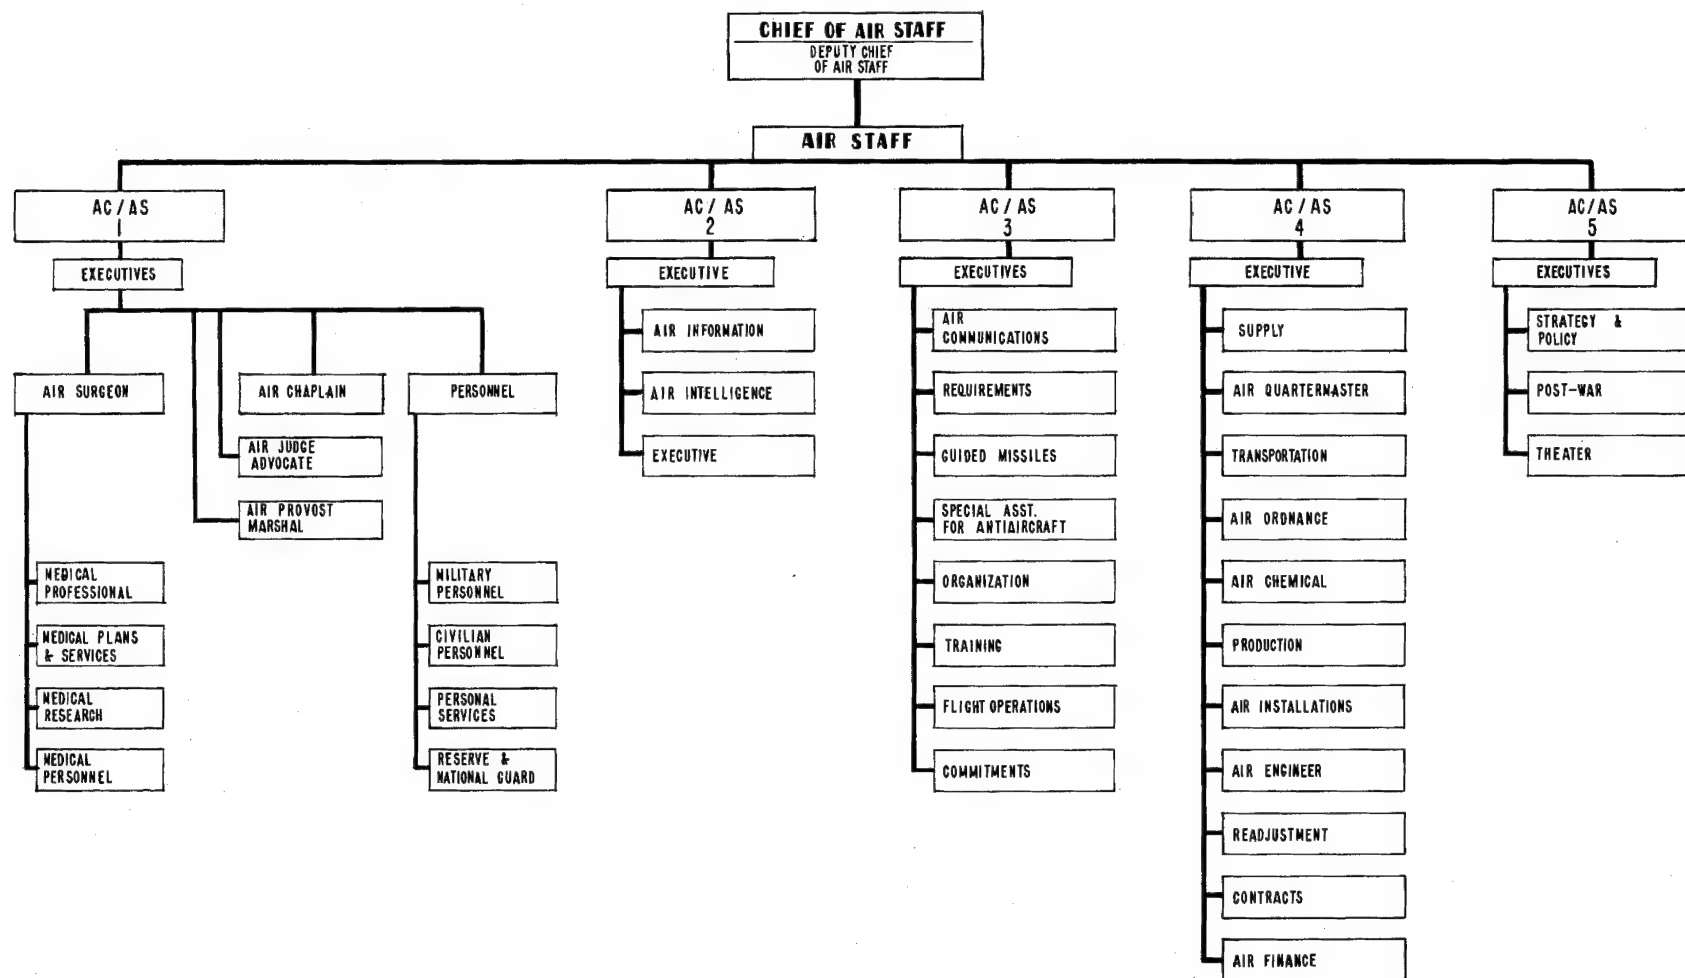 CHIEF OF AIR STAFF
DEPUTY CHIEF
OF AIR STAFF
AIR STAFF
AC/AS
1
EXECUTIVES
AIR SURGEON
MEDICAL
PROFESSIONAL
MEDICAL PLANS
& SERVICES
MEDICAL
RESEARCH
MEDICAL
PERSONNEL
AIR CHAPLAIN
AIR JUDGE
ADVOCATE
AIR PROVOST
MARSHAL
PERSONNEL
MILITARY
PERSONNEL
CIVILIAN
PERSONNEL
PERSONAL
SERVICES
RESERVE &
NATIONAL GUARD
AC/AS
2
EXECUTIVE
AIR INFORMATION
AIR INTELLIGENCE
EXECUTIVE
AC/AS
3
EXECUTIVES
AIR
COMMUNICATIONS
REQUIREMENTS
GUIDED MISSILES
SPECIAL ASST.
FOR ANTIAIRCRAFT
ORGANIZATION
TRAINING
FLIGHT OPERATIONS
COMMITMENTS
AC/AS
4
EXECUTIVE
SUPPLY
AIR QUARTERMASTER
TRANSPORTATION
AIR ORDNANCE
AIR CHEMICAL
PRODUCTION
AIR INSTALLATIONS
AIR ENGINEER
READJUSTMENT
CONTRACTS
AIR FINANCE
AC/AS
5
EXECUTIVES
STRATEGY &
POLICY
POST-WAR
THEATER